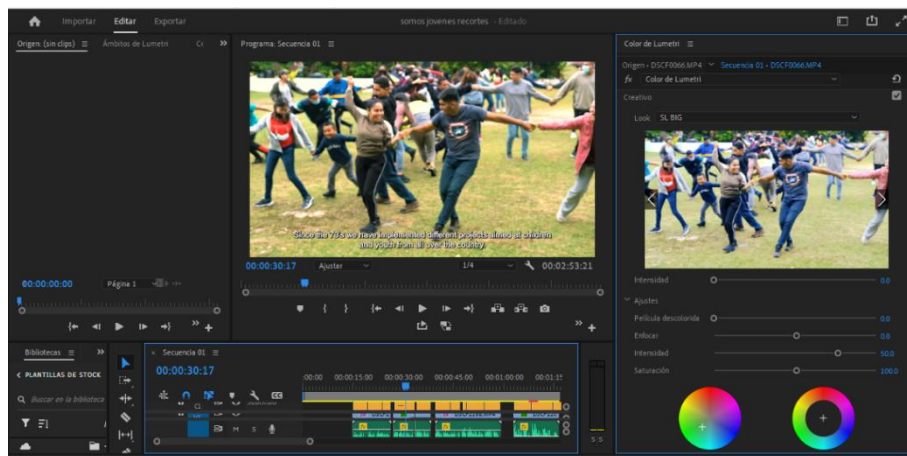 Importar Editar Exportar somos jovenes recortes - Editado
Origen: (sin clips) Ámbitos de Lumetri
Programa: Secuencia 01
Color de Lumetri
Origen • DSCF0066.MP4 Secuencia 01 • DSCF0066.MP4
fx Color de Lumetri
Creativo
Look SL BIG
Since the 70's we have implemented different projects aimed at children
and youth from all over the country.
00:00:30:17 Ajustar 1/4 00:02:53:21
00:00:00:00 Página 1
Intensidad 0.0
Ajustes
Película descolorida 0.0
Enfocar 0.0
Intensidad 50.0
Saturación 100.0
Bibliotecas
PLANTILLAS DE STOCK
Buscar en la biblioteca
Secuencia 01
00:00:30:17
:00:00 00:00:15:00 00:00:30:00 00:00:45:00 00:01:00:00 00:01:15
M S
S S